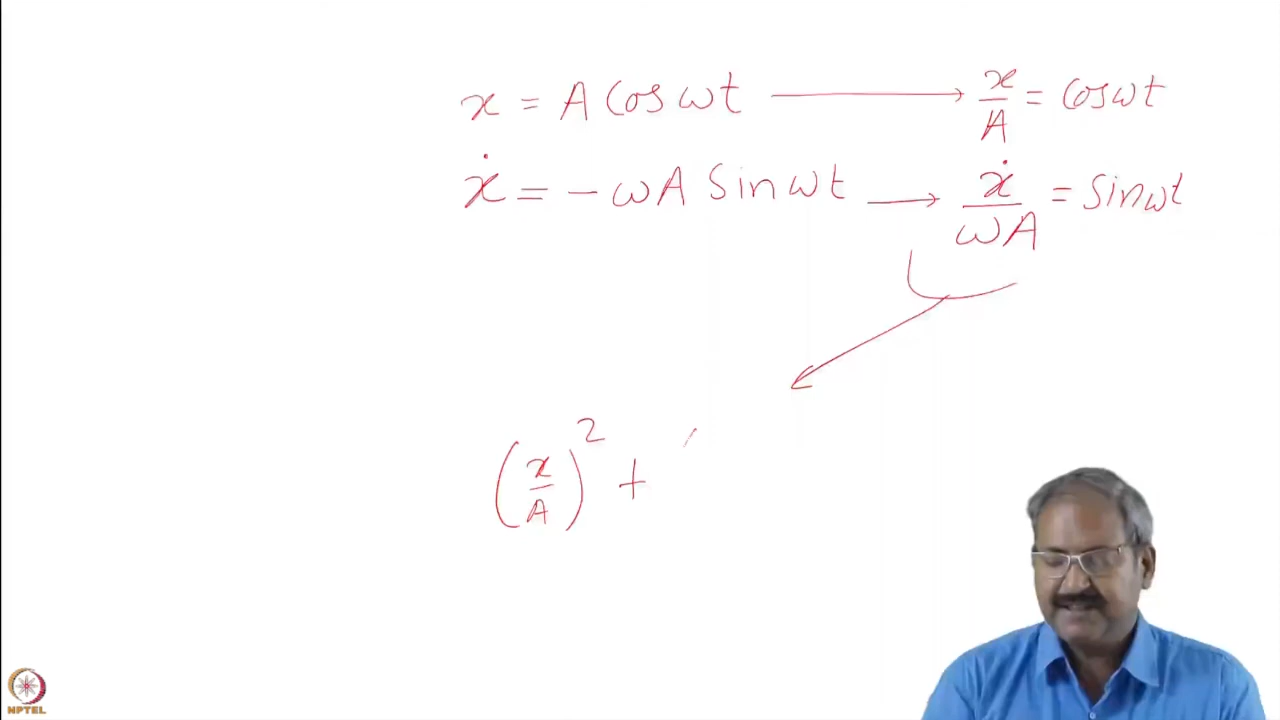 x = A Cos ωt ⟶ x/A = Cos ωt
ẋ = - ωA Sin ωt ⟶ ẋ/ωA = Sin ωt
(x/A)² +
NPTEL